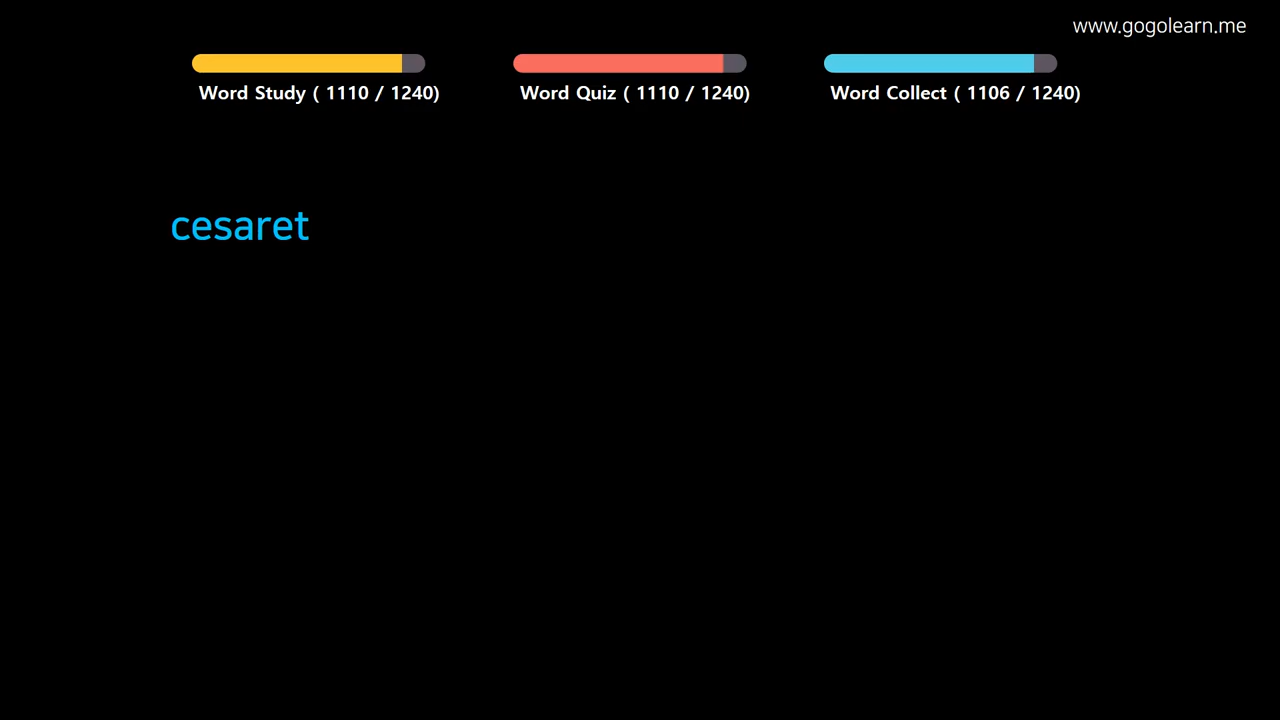 www.gogolearn.me
Word Study ( 1110 / 1240)
Word Quiz ( 1110 / 1240)
Word Collect ( 1106 / 1240)
cesaret